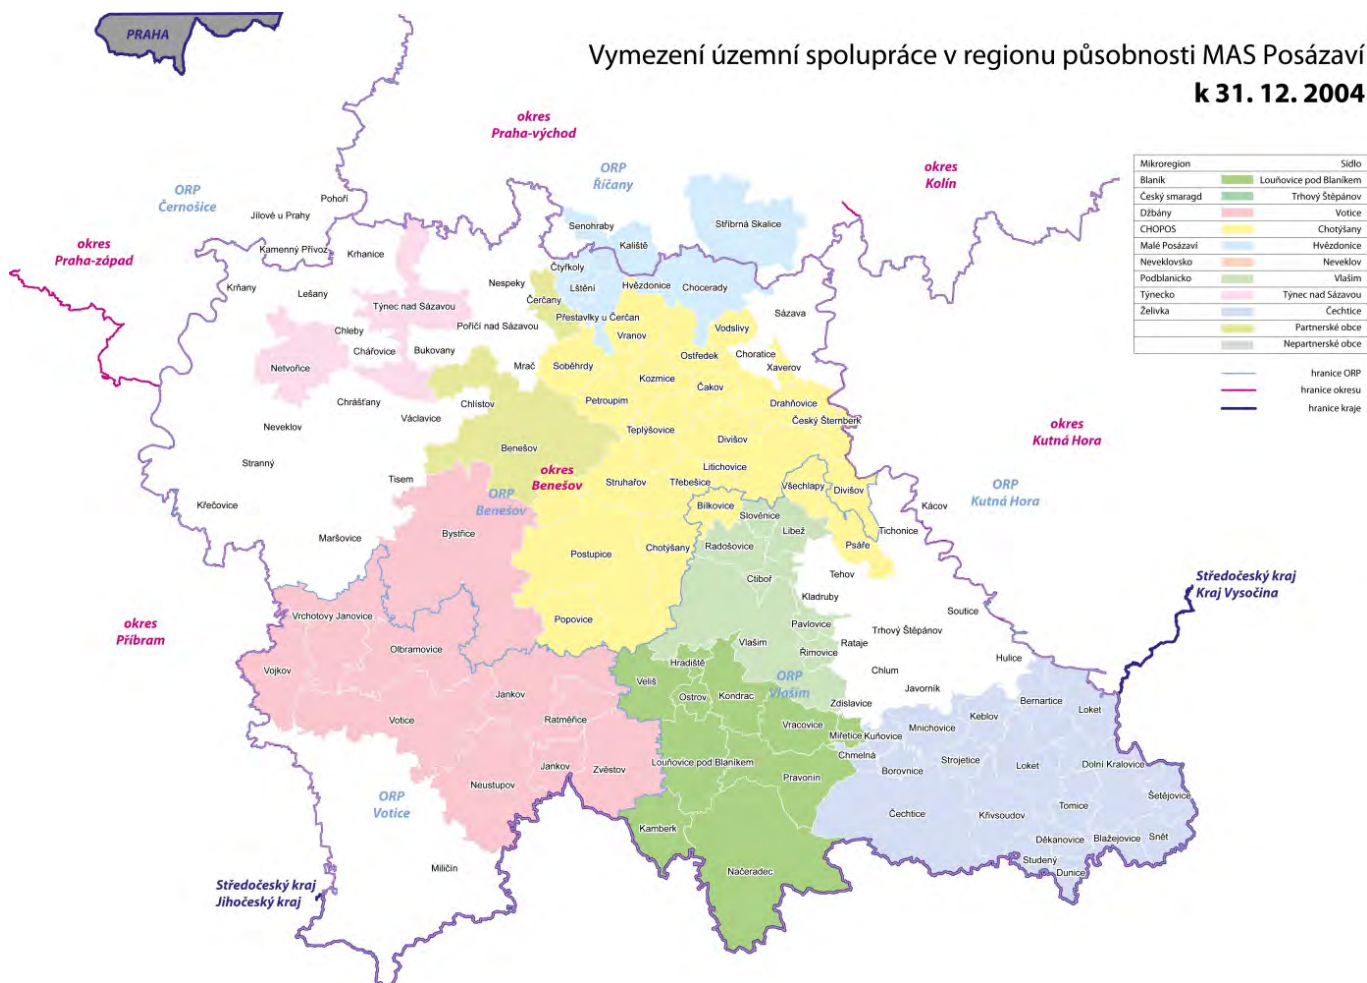 PRAHA
Vymezení územní spolupráce v regionu působnosti MAS Posázaví
k 31. 12. 2004
okres
Praha-východ
ORP
Říčany
okres
Kolín
ORP
Černošice
okres
Praha-západ
Mikroregion Sídlo
Blaník Louňovice pod Blaníkem
Český smaragd Trhový Štěpánov
Džbány Votice
CHOPOS Chotýšany
Malé Posázaví Hvězdonice
Neveklovsko Neveklov
Podblanicko Vlašim
Týnecko Týnec nad Sázavou
Želivka Čechtice
Partnerské obce
Nepartnerské obce
hranice ORP
hranice okresu
hranice kraje
Pohoří
Jílové u Prahy
Kamenný Přívoz
Krhanice
Krňany
Lešany
Senohraby
Kaliště
Stříbrná Skalice
Čtyřkoly
Lštění
Hvězdonice
Chocerady
Nespeky
Čerčany
Týnec nad Sázavou
Přestavlky u Čerčan
Poříčí nad Sázavou
Vranov
Vodslivy
Sázava
Chleby
Chářovice
Bukovany
Netvořice
Mrač
Soběhrdy
Ostředek
Choratice
Xaverov
Kozmice
Čakov
Chrášťany
Chlístov
Petroupim
Drahňovice
Český Šternberk
Václavice
Neveklov
Teplýšovice
Divišov
okres
Kutná Hora
Benešov
Stranný
Tisem
okres
Benešov
Litichovice
Struhařov
Třebešice
Všechlapy
Divišov
ORP
Kutná Hora
ORP
Benešov
Křečovice
Bílkovice
Slověnice
Kácov
Maršovice
Bystřice
Libež
Tichonice
Postupice
Chotýšany
Radošovice
Psáře
Ctiboř
Tehov
Kladruby
Středočeský kraj
Kraj Vysočina
okres
Příbram
Vrchotovy Janovice
Popovice
Pavlovice
Soutice
Trhový Štěpánov
Olbramovice
Vlašim
Rataje
Římovice
Vojkov
Hradiště
Hulice
Veliš
ORP
Vlašim
Chlum
Javorník
Jankov
Ostrov
Kondrac
Zdislavice
Bernartice
Loket
Votice
Ratměřice
Vracovice
Miřetice
Kuňovice
Mnichovice
Keblov
Chmelná
Louňovice pod Blaníkem
Jankov
Zvěstov
Pravonín
Borovnice
Strojetice
Loket
Dolní Kralovice
Neustupov
Šetějovice
ORP
Votice
Tomice
Čechtice
Křivsoudov
Kamberk
Děkanovice
Blažejovice
Snět
Studený
Dunice
Miličín
Načeradec
Středočeský kraj
Jihočeský kraj